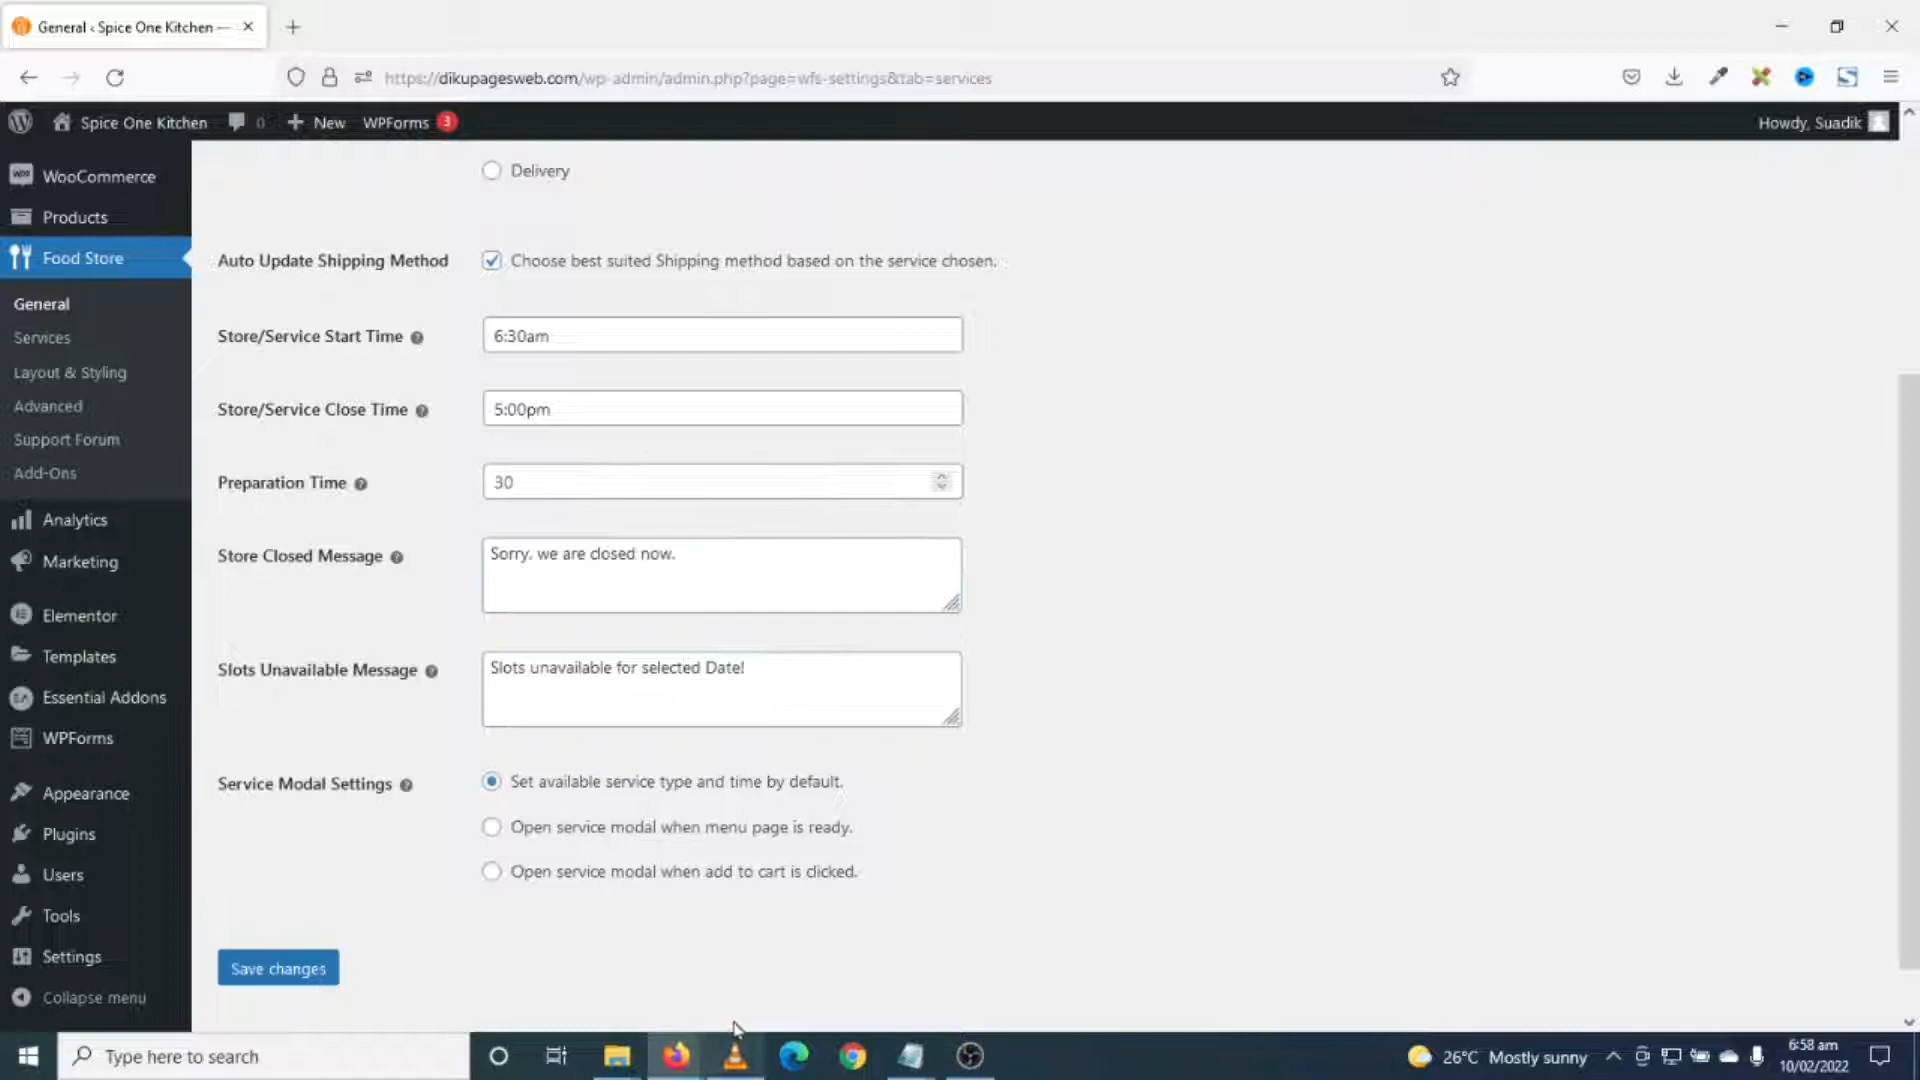 General ‹ Spice One Kitchen —
https://dikupagesweb.com/wp-admin/admin.php?page=wfs-settings&tab=services
Spice One Kitchen 0 New WPForms 3 Howdy, Suadik
WooCommerce
Products
Food Store
General
Services
Layout & Styling
Advanced
Support Forum
Add-Ons
Analytics
Marketing
Elementor
Templates
Essential Addons
WPForms
Appearance
Plugins
Users
Tools
Settings
Collapse menu
Delivery
Auto Update Shipping Method Choose best suited Shipping method based on the service chosen.
Store/Service Start Time 6:30am
Store/Service Close Time 5:00pm
Preparation Time 30
Store Closed Message Sorry, we are closed now.
Slots Unavailable Message Slots unavailable for selected Date!
Service Modal Settings Set available service type and time by default.
Open service modal when menu page is ready.
Open service modal when add to cart is clicked.
Save changes
Type here to search
26°C Mostly sunny
6:58 am
10/02/2022